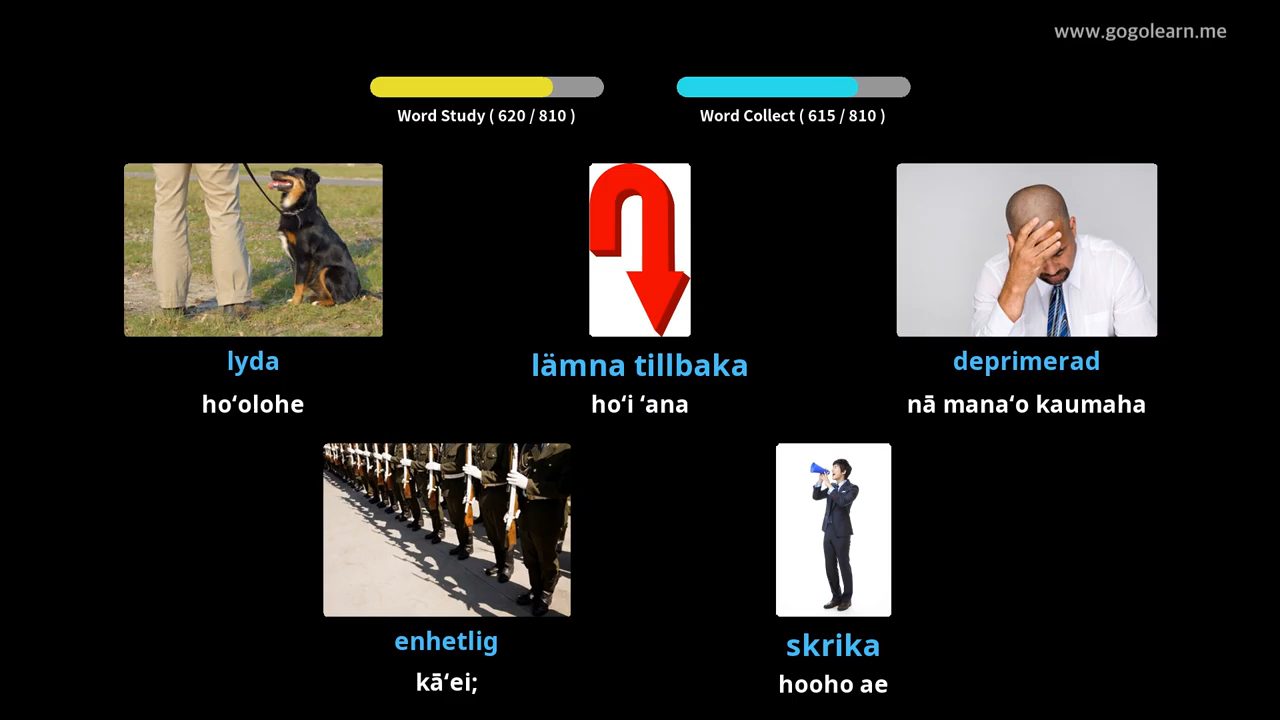 www.gogolearn.me
Word Study ( 620 / 810 )
Word Collect ( 615 / 810 )
lyda
lämna tillbaka
deprimerad
hoʻolohe
hoʻi ʻana
nā manaʻo kaumaha
enhetlig
skrika
kāʻei;
hooho ae